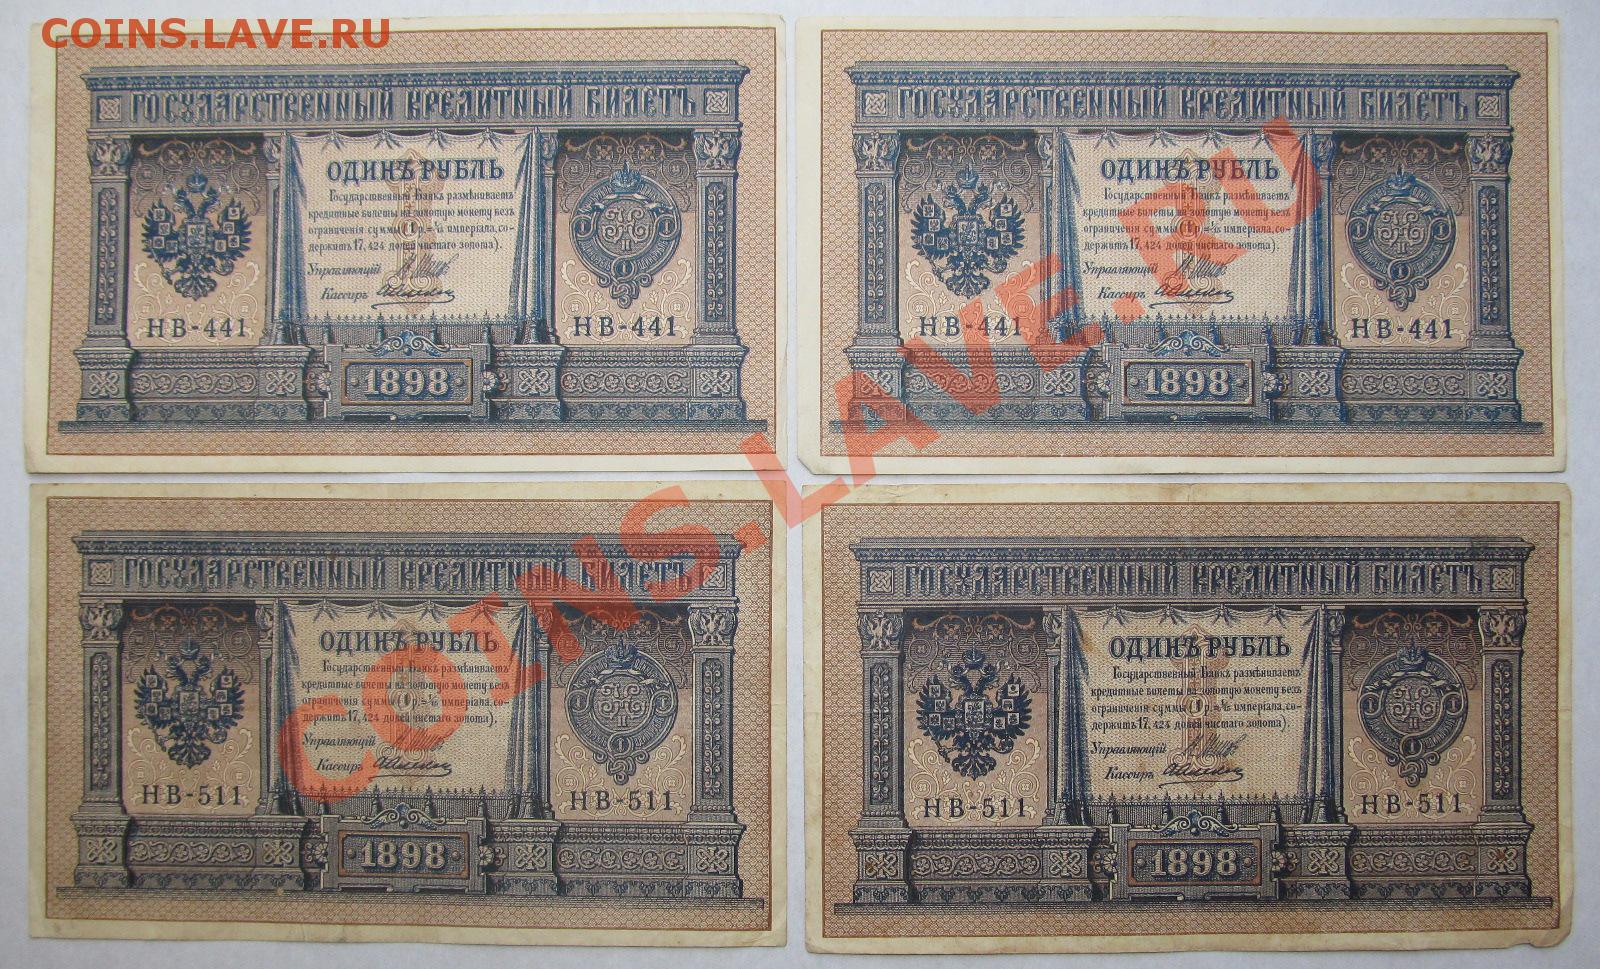 COINS.LAVE.RU
ГОСУДАРСТВЕННЫЙ КРЕДИТНЫЙ БИЛЕТЪ
ОДИНЪ РУБЛЬ
Государственный Банкъ размѣниваетъ
кредитные билеты на золотую монету безъ
ограниченія суммы (1 р.=1/15 имперіала, со-
держитъ 17,424 долей чистаго золота).
Управляющій
Кассиръ
НВ-441 НВ-441
1898
ГОСУДАРСТВЕННЫЙ КРЕДИТНЫЙ БИЛЕТЪ
ОДИНЪ РУБЛЬ
Государственный Банкъ размѣниваетъ
кредитные билеты на золотую монету безъ
ограниченія суммы (1 р.=1/15 имперіала, со-
держитъ 17,424 долей чистаго золота).
Управляющій
Кассиръ
НВ-441 НВ-441
1898
ГОСУДАРСТВЕННЫЙ КРЕДИТНЫЙ БИЛЕТЪ
ОДИНЪ РУБЛЬ
Государственный Банкъ размѣниваетъ
кредитные билеты на золотую монету безъ
ограниченія суммы (1 р.=1/15 имперіала, со-
держитъ 17,424 долей чистаго золота).
Управляющій
Кассиръ
НВ-511 НВ-511
1898
ГОСУДАРСТВЕННЫЙ КРЕДИТНЫЙ БИЛЕТЪ
ОДИНЪ РУБЛЬ
Государственный Банкъ размѣниваетъ
кредитные билеты на золотую монету безъ
ограниченія суммы (1 р.=1/15 имперіала, со-
держитъ 17,424 долей чистаго золота).
Управляющій
Кассиръ
НВ-511 НВ-511
1898
COINS.LAVE.RU